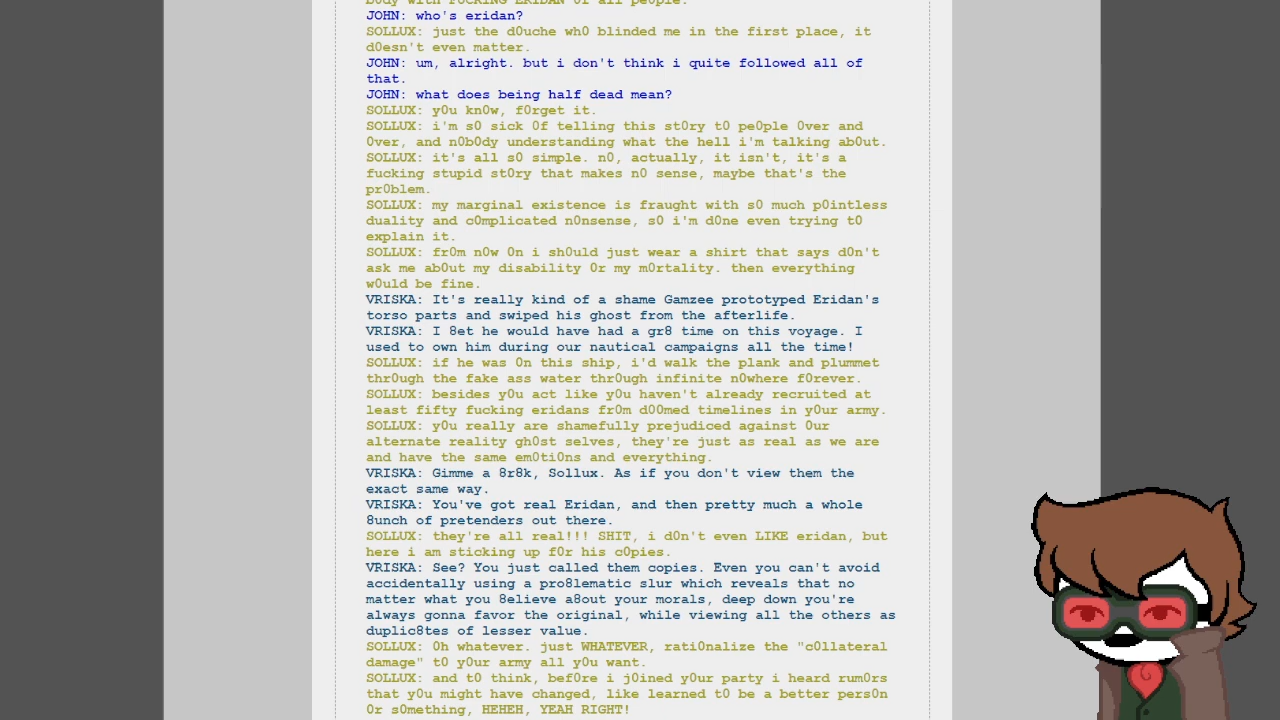 body with FUCKING ERIDAN 0f all pe0ple.
JOHN: who's eridan?
SOLLUX: just the d0uche wh0 blinded me in the first place, it
d0esn't even matter.
JOHN: um, alright. but i don't think i quite followed all of
that.
JOHN: what does being half dead mean?
SOLLUX: y0u kn0w, f0rget it.
SOLLUX: i'm s0 sick 0f telling this st0ry t0 pe0ple 0ver and
0ver, and n0b0dy understanding what the hell i'm talking ab0ut.
SOLLUX: it's all s0 simple. n0, actually, it isn't, it's a
fucking stupid st0ry that makes n0 sense, maybe that's the
pr0blem.
SOLLUX: my marginal existence is fraught with s0 much p0intless
duality and c0mplicated n0nsense, s0 i'm d0ne even trying t0
explain it.
SOLLUX: fr0m n0w 0n i sh0uld just wear a shirt that says d0n't
ask me ab0ut my disability 0r my m0rtality. then everything
w0uld be fine.
VRISKA: It's really kind of a shame Gamzee prototyped Eridan's
torso parts and swiped his ghost from the afterlife.
VRISKA: I 8et he would have had a gr8 time on this voyage. I
used to own him during our nautical campaigns all the time!
SOLLUX: if he was 0n this ship, i'd walk the plank and plummet
thr0ugh the fake ass water thr0ugh infinite n0where f0rever.
SOLLUX: besides y0u act like y0u haven't already recruited at
least fifty fucking eridans fr0m d00med timelines in y0ur army.
SOLLUX: y0u really are shamefully prejudiced against 0ur
alternate reality gh0st selves, they're just as real as we are
and have the same em0ti0ns and everything.
VRISKA: Gimme a 8r8k, Sollux. As if you don't view them the
exact same way.
VRISKA: You've got real Eridan, and then pretty much a whole
8unch of pretenders out there.
SOLLUX: they're all real!!! SHIT, i d0n't even LIKE eridan, but
here i am sticking up f0r his c0pies.
VRISKA: See? You just called them copies. Even you can't avoid
accidentally using a pro8lematic slur which reveals that no
matter what you 8elieve a8out your morals, deep down you're
always gonna favor the original, while viewing all the others as
duplic8tes of lesser value.
SOLLUX: 0h whatever. just WHATEVER, rati0nalize the "c0llateral
damage" t0 y0ur army all y0u want.
SOLLUX: and t0 think, bef0re i j0ined y0ur party i heard rum0rs
that y0u might have changed, like learned t0 be a better pers0n
0r s0mething, HEHEH, YEAH RIGHT!